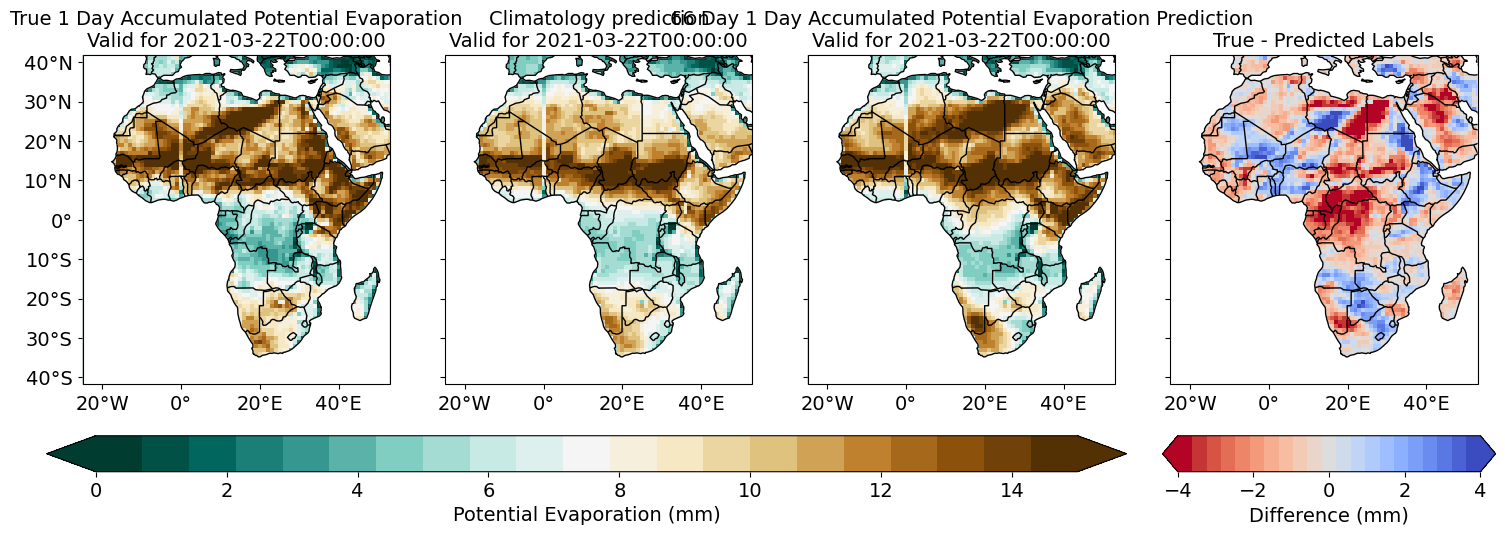 True 1 Day Accumulated Potential Evaporation
Valid for 2021-03-22T00:00:00
Climatology prediction
Valid for 2021-03-22T00:00:00
66 Day 1 Day Accumulated Potential Evaporation Prediction
Valid for 2021-03-22T00:00:00
True - Predicted Labels
40°N
30°N
20°N
10°N
0°
10°S
20°S
30°S
40°S
20°W 0° 20°E 40°E
20°W 0° 20°E 40°E
20°W 0° 20°E 40°E
20°W 0° 20°E 40°E
0 2 4 6 8 10 12 14
Potential Evaporation (mm)
−4 −2 0 2 4
Difference (mm)